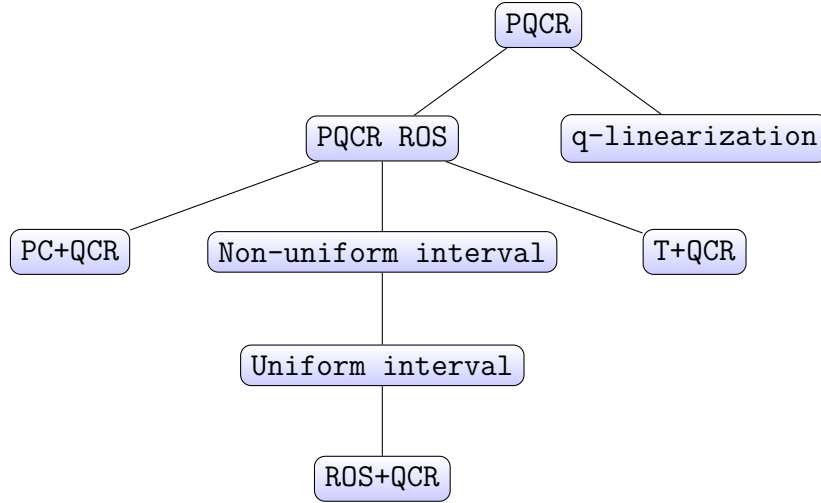 PQCR
PQCR ROS
q-linearization
PC+QCR
Non-uniform interval
T+QCR
Uniform interval
ROS+QCR